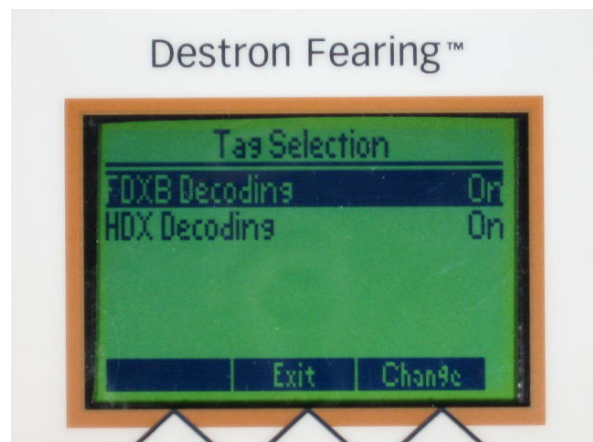 Destron Fearing™
Tag Selection
FDXB Decoding On
HDX Decoding On
Exit Change